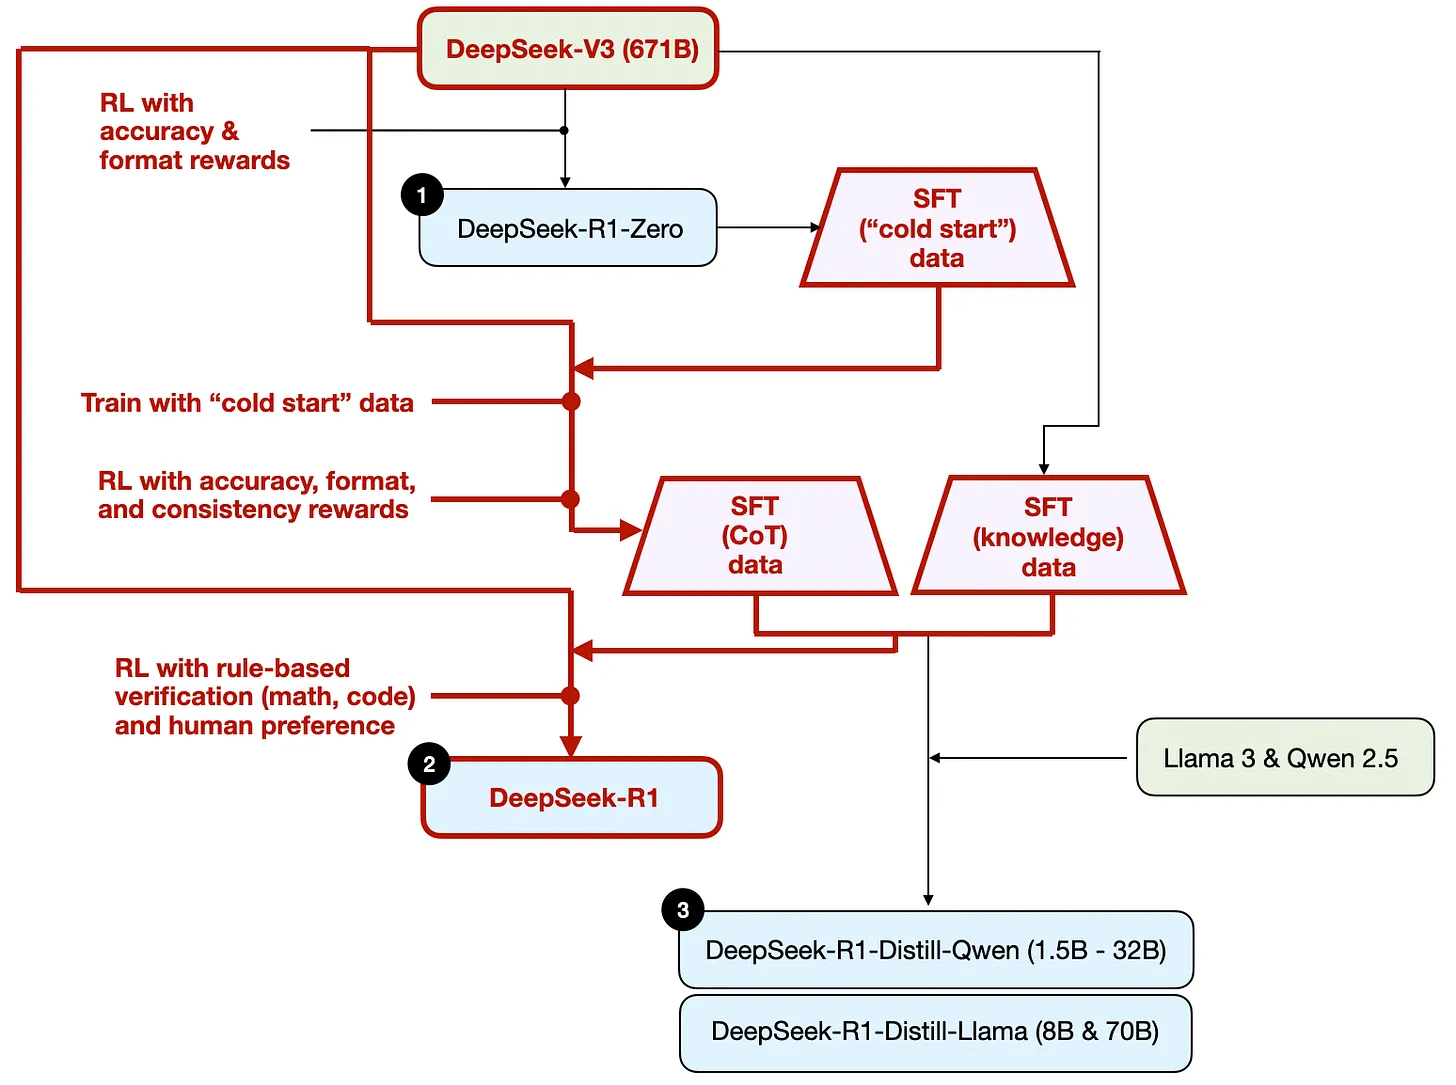 DeepSeek-V3 (671B)
RL with
accuracy &
format rewards
1
DeepSeek-R1-Zero
SFT
(“cold start”)
data
Train with “cold start” data
RL with accuracy, format,
and consistency rewards
SFT
(CoT)
data
SFT
(knowledge)
data
RL with rule-based
verification (math, code)
and human preference
2
DeepSeek-R1
Llama 3 & Qwen 2.5
3
DeepSeek-R1-Distill-Qwen (1.5B - 32B)
DeepSeek-R1-Distill-Llama (8B & 70B)